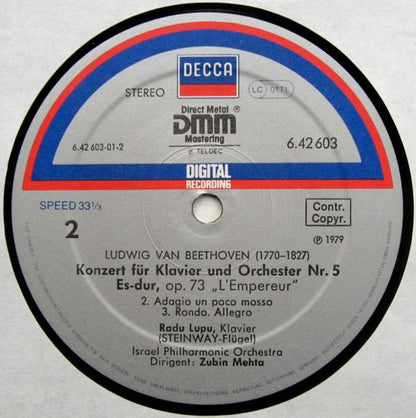 DECCA
STEREO
LC 0171
Direct Metal ®
DMM
Mastering
℗ TELDEC
6.42 603-01-2
6.42 603
DIGITAL
RECORDING
SPEED 33⅓
Contr.
Copyr.
2
℗ 1979
LUDWIG VAN BEETHOVEN (1770–1827)
Konzert für Klavier und Orchester Nr. 5
Es-dur, op. 73 „L'Empereur“
2. Adagio un poco mosso
3. Rondo. Allegro
Radu Lupu, Klavier
(STEINWAY-Flügel)
Israel Philharmonic Orchestra
Dirigent: Zubin Mehta